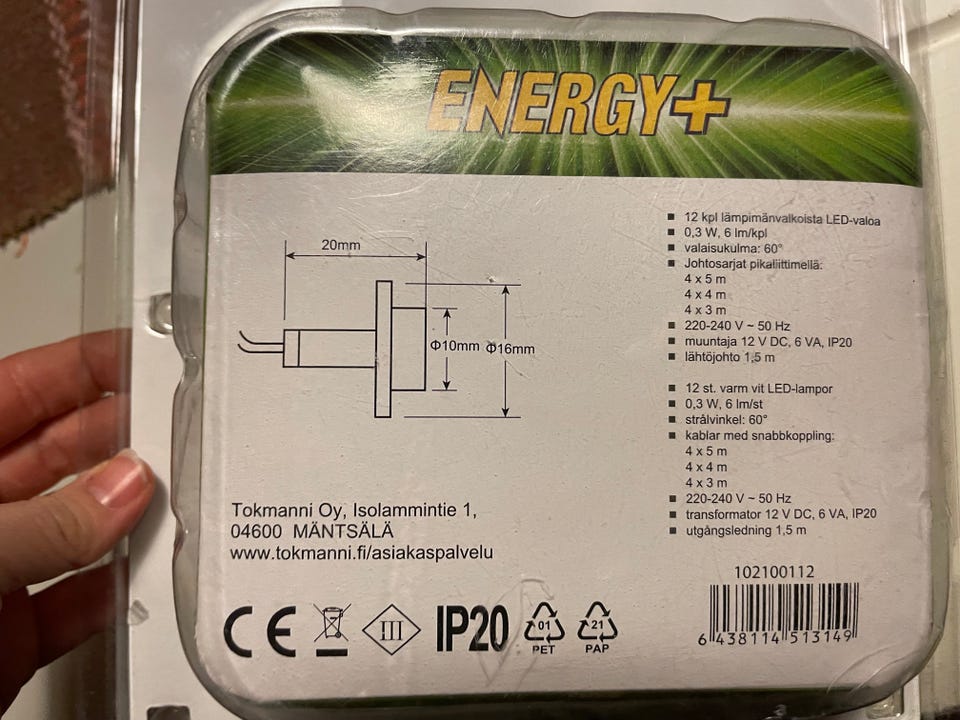 ENERGY+
20mm
Φ10mm
Φ16mm
12 kpl lämpimänvalkoista LED-valoa
0,3 W, 6 lm/kpl
valaisukulma: 60°
Johtosarjat pikaliittimellä:
4 x 5 m
4 x 4 m
4 x 3 m
220-240 V ~ 50 Hz
muuntaja 12 V DC, 6 VA, IP20
lähtöjohto 1,5 m
12 st. varm vit LED-lampor
0,3 W, 6 lm/st
strålvinkel: 60°
kablar med snabbkoppling:
4 x 5 m
4 x 4 m
4 x 3 m
220-240 V ~ 50 Hz
transformator 12 V DC, 6 VA, IP20
utgångsledning 1,5 m
Tokmanni Oy, Isolammintie 1,
04600 MÄNTSÄLÄ
www.tokmanni.fi/asiakaspalvelu
CE
III
IP20
01
PET
21
PAP
102100112
6 438114 513149